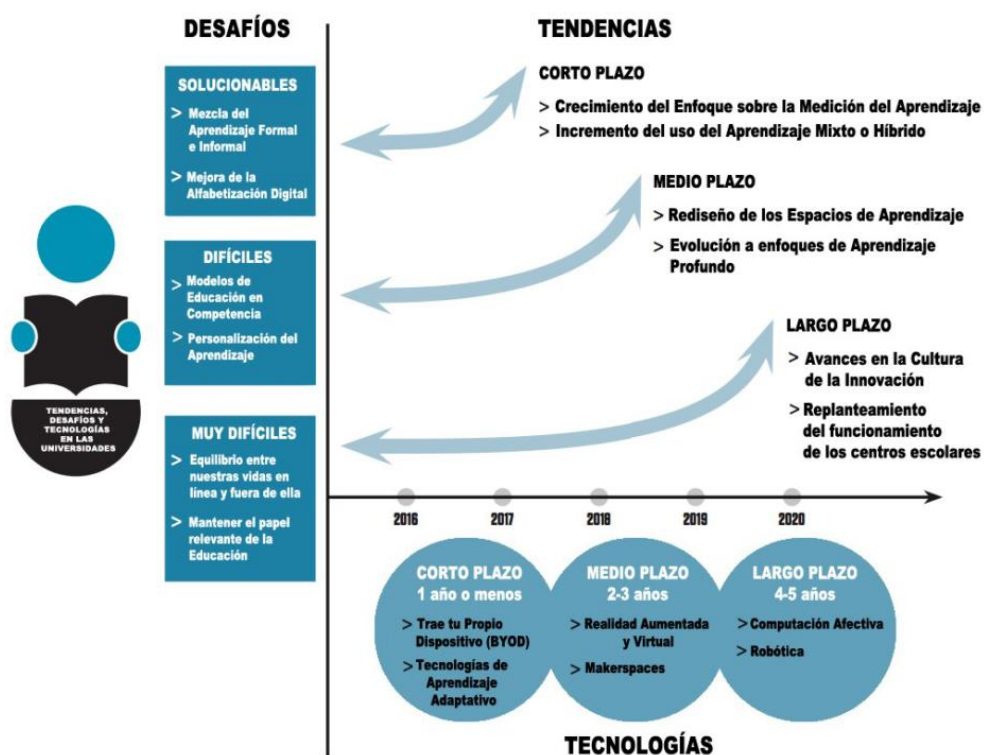 DESAFÍOS
SOLUCIONABLES
> Mezcla del
Aprendizaje Formal
e Informal
> Mejora de la
Alfabetización Digital
DIFÍCILES
> Modelos de
Educación en
Competencia
> Personalización del
Aprendizaje
MUY DIFÍCILES
> Equilibrio entre
nuestras vidas en
línea y fuera de ella
> Mantener el papel
relevante de la
Educación
TENDENCIAS,
DESAFÍOS Y
TECNOLOGÍAS
EN LAS
UNIVERSIDADES
TENDENCIAS
CORTO PLAZO
> Crecimiento del Enfoque sobre la Medición del Aprendizaje
> Incremento del uso del Aprendizaje Mixto o Híbrido
MEDIO PLAZO
> Rediseño de los Espacios de Aprendizaje
> Evolución a enfoques de Aprendizaje
Profundo
LARGO PLAZO
> Avances en la Cultura
de la Innovación
> Replanteamiento
del funcionamiento
de los centros escolares
2016 2017 2018 2019 2020
CORTO PLAZO
1 año o menos
> Trae tu Propio
Dispositivo (BYOD)
> Tecnologías de
Aprendizaje
Adaptativo
MEDIO PLAZO
2-3 años
> Realidad Aumentada
y Virtual
> Makerspaces
LARGO PLAZO
4-5 años
> Computación Afectiva
> Robótica
TECNOLOGÍAS